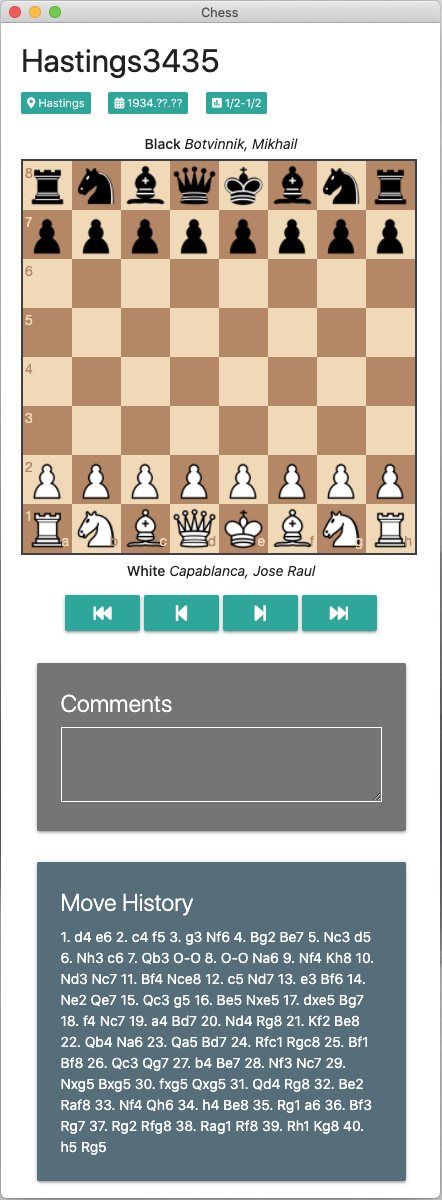 Chess
Hastings3435
Hastings 1934.??.?? 1/2-1/2
Black Botvinnik, Mikhail
8
7
6
5
4
3
2
1
a b c d e f g h
White Capablanca, Jose Raul
Comments
Move History
1. d4 e6 2. c4 f5 3. g3 Nf6 4. Bg2 Be7 5. Nc3 d5
6. Nh3 c6 7. Qb3 O-O 8. O-O Na6 9. Nf4 Kh8 10.
Nd3 Nc7 11. Bf4 Nce8 12. c5 Nd7 13. e3 Bf6 14.
Ne2 Qe7 15. Qc3 g5 16. Be5 Nxe5 17. dxe5 Bg7
18. f4 Nc7 19. a4 Bd7 20. Nd4 Rg8 21. Kf2 Be8
22. Qb4 Na6 23. Qa5 Bd7 24. Rfc1 Rgc8 25. Bf1
Bf8 26. Qc3 Qg7 27. b4 Be7 28. Nf3 Nc7 29.
Nxg5 Bxg5 30. fxg5 Qxg5 31. Qd4 Rg8 32. Be2
Raf8 33. Nf4 Qh6 34. h4 Be8 35. Rg1 a6 36. Bf3
Rg7 37. Rg2 Rfg8 38. Rag1 Rf8 39. Rh1 Kg8 40.
h5 Rg5